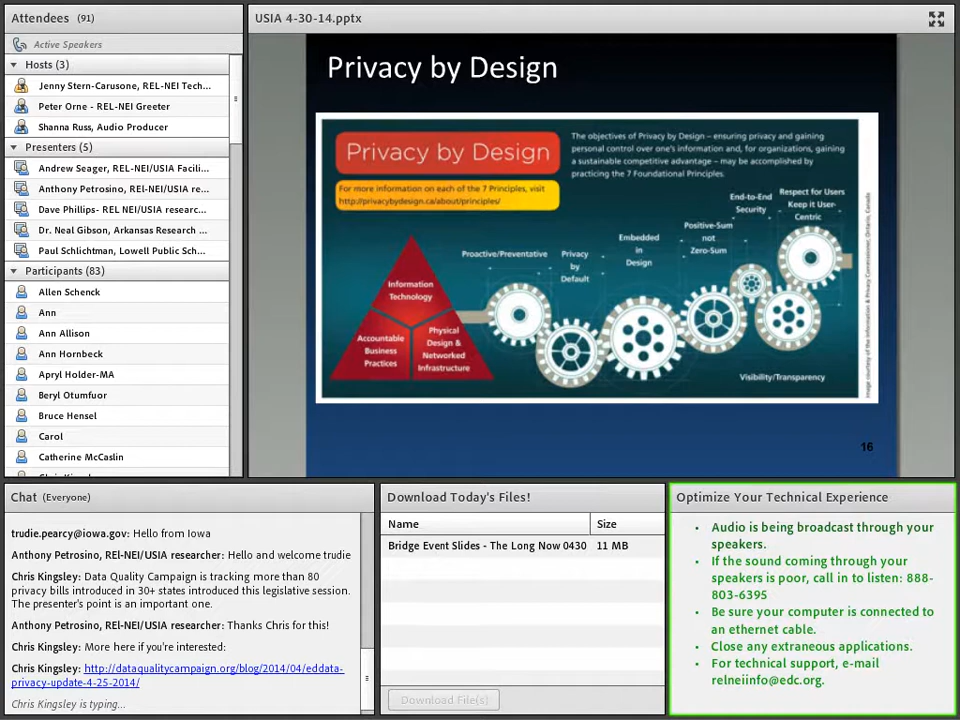 Attendees (91)
Active Speakers
Hosts (3)
Jenny Stern-Carusone, REL-NEI Tech...
Peter Orne - REL-NEI Greeter
Shanna Russ, Audio Producer
Presenters (5)
Andrew Seager, REL-NEI/USIA Facili...
Anthony Petrosino, REl-NEI/USIA re...
Dave Phillips- REL NEI/USIA researc...
Dr. Neal Gibson, Arkansas Research ...
Paul Shlichtman, Lowell Public Sch...
Participants (83)
Allen Schenck
Ann
Ann Allison
Ann Hornbeck
Apryl Holder-MA
Beryl Otumfuor
Bruce Hensel
Carol
Catherine McCaslin
USIA 4-30-14.pptx
Privacy by Design
Privacy by Design
For more information on each of the 7 Principles, visit
http://privacybydesign.ca/about/principles/
The objectives of Privacy by Design – ensuring privacy and gaining
personal control over one's information and, for organizations, gaining
a sustainable competitive advantage – may be accomplished by
practicing the 7 Foundational Principles.
Information
Technology
Accountable
Business
Practices
Physical
Design &
Networked
Infrastructure
Proactive/Preventative
Privacy
by
Default
Embedded
in
Design
Positive-Sum
not
Zero-Sum
End-to-End
Security
Respect for Users
Keep it User-
Centric
Visibility/Transparency
Image courtesy of the Information & Privacy Commissioner, Ontario, Canada
16
Chat (Everyone)
trudie.pearcy@iowa.gov: Hello from Iowa
Anthony Petrosino, REl-NEI/USIA researcher: Hello and welcome trudie
Chris Kingsley: Data Quality Campaign is tracking more than 80
privacy bills introduced in 30+ states introduced this legislative session.
The presenter's point is an important one.
Anthony Petrosino, REl-NEI/USIA researcher: Thanks Chris for this!
Chris Kingsley: More here if you're interested:
Chris Kingsley: http://dataqualitycampaign.org/blog/2014/04/eddata-
privacy-update-4-25-2014/
Chris Kingsley is typing...
Download Today's Files!
Name Size
Bridge Event Slides - The Long Now 0430 11 MB
Download File(s)
Optimize Your Technical Experience
• Audio is being broadcast through your
speakers.
• If the sound coming through your
speakers is poor, call in to listen: 888-
803-6395
• Be sure your computer is connected to
an ethernet cable.
• Close any extraneous applications.
• For technical support, e-mail
relneiinfo@edc.org.